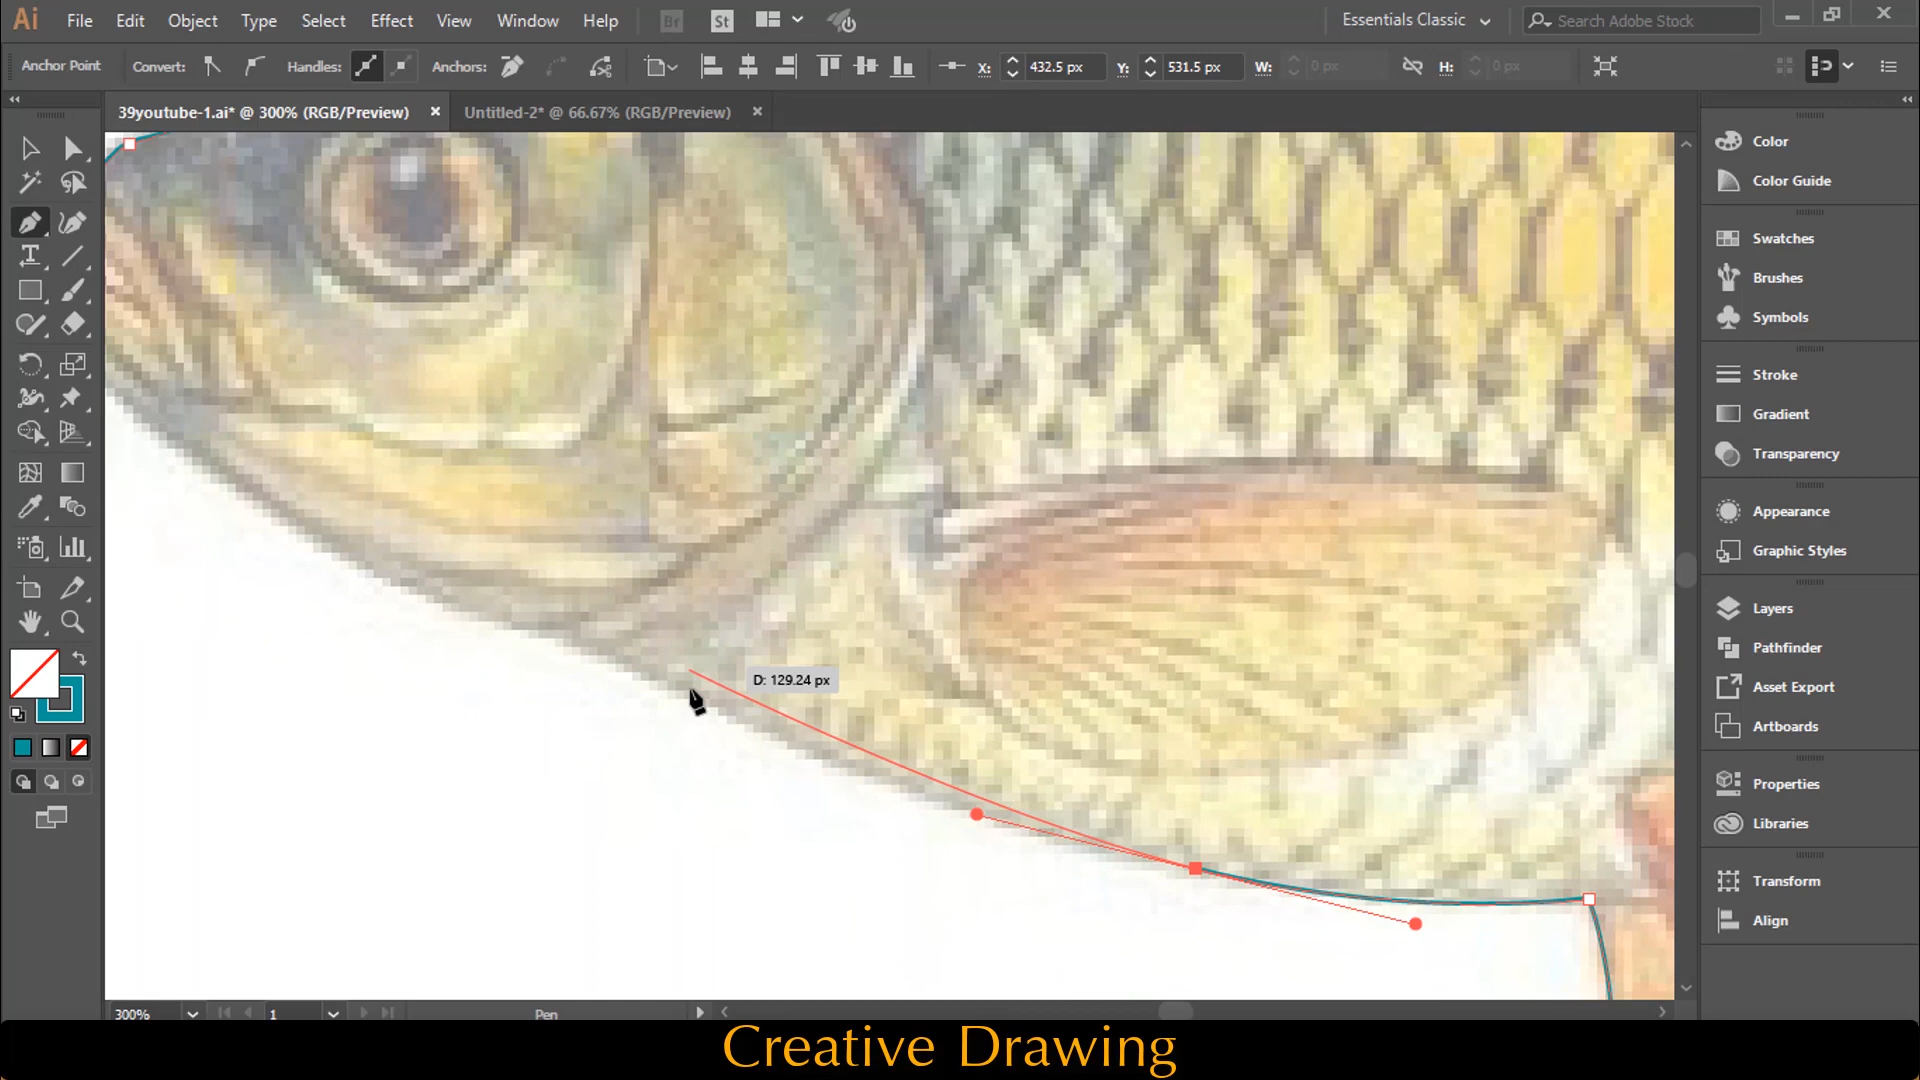 Ai File Edit Object Type Select Effect View Window Help Br St Essentials Classic Search Adobe Stock
Anchor Point Convert: Handles: Anchors: X: 432.5 px Y: 531.5 px W: 0 px H: 0 px
39youtube-1.ai* @ 300% (RGB/Preview) × Untitled-2* @ 66.67% (RGB/Preview) ×
Color
Color Guide
Swatches
Brushes
Symbols
Stroke
Gradient
Transparency
Appearance
Graphic Styles
Layers
Pathfinder
Asset Export
Artboards
Properties
Libraries
Transform
Align
D: 129.24 px
300% 1 Pen
Creative Drawing